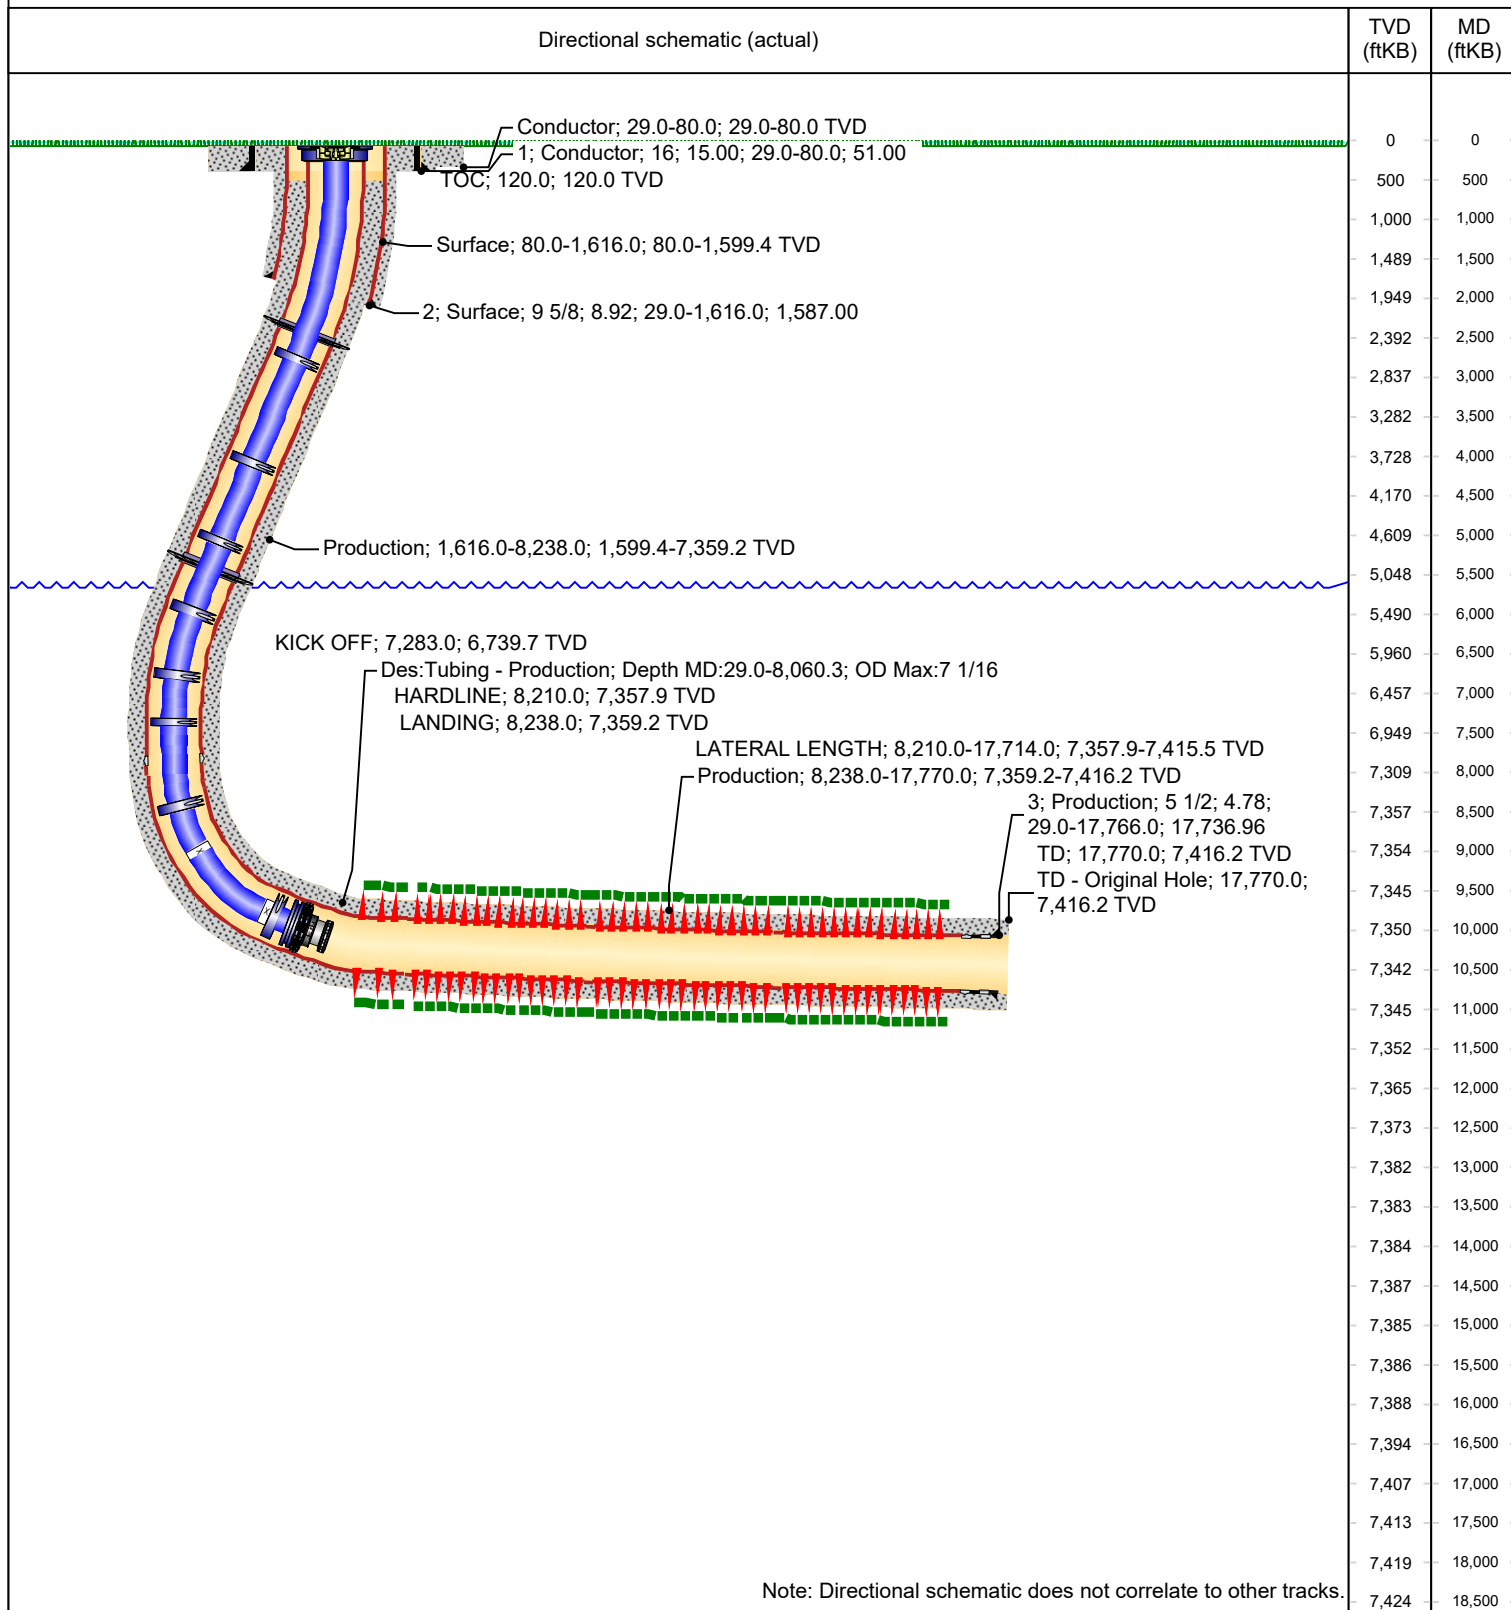 Directional schematic (actual)
TVD
(ftKB)
MD
(ftKB)
Conductor; 29.0-80.0; 29.0-80.0 TVD
1; Conductor; 16; 15.00; 29.0-80.0; 51.00
TOC; 120.0; 120.0 TVD
Surface; 80.0-1,616.0; 80.0-1,599.4 TVD
2; Surface; 9 5/8; 8.92; 29.0-1,616.0; 1,587.00
Production; 1,616.0-8,238.0; 1,599.4-7,359.2 TVD
KICK OFF; 7,283.0; 6,739.7 TVD
Des:Tubing - Production; Depth MD:29.0-8,060.3; OD Max:7 1/16
HARDLINE; 8,210.0; 7,357.9 TVD
LANDING; 8,238.0; 7,359.2 TVD
LATERAL LENGTH; 8,210.0-17,714.0; 7,357.9-7,415.5 TVD
Production; 8,238.0-17,770.0; 7,359.2-7,416.2 TVD
3; Production; 5 1/2; 4.78;
29.0-17,766.0; 17,736.96
TD; 17,770.0; 7,416.2 TVD
TD - Original Hole; 17,770.0;
7,416.2 TVD
0 0
500 500
1,000 1,000
1,489 1,500
1,949 2,000
2,392 2,500
2,837 3,000
3,282 3,500
3,728 4,000
4,170 4,500
4,609 5,000
5,048 5,500
5,490 6,000
5,960 6,500
6,457 7,000
6,949 7,500
7,309 8,000
7,357 8,500
7,354 9,000
7,345 9,500
7,350 10,000
7,342 10,500
7,345 11,000
7,352 11,500
7,365 12,000
7,373 12,500
7,382 13,000
7,383 13,500
7,384 14,000
7,387 14,500
7,385 15,000
7,386 15,500
7,388 16,000
7,394 16,500
7,407 17,000
7,413 17,500
7,419 18,000
7,424 18,500
Note: Directional schematic does not correlate to other tracks.